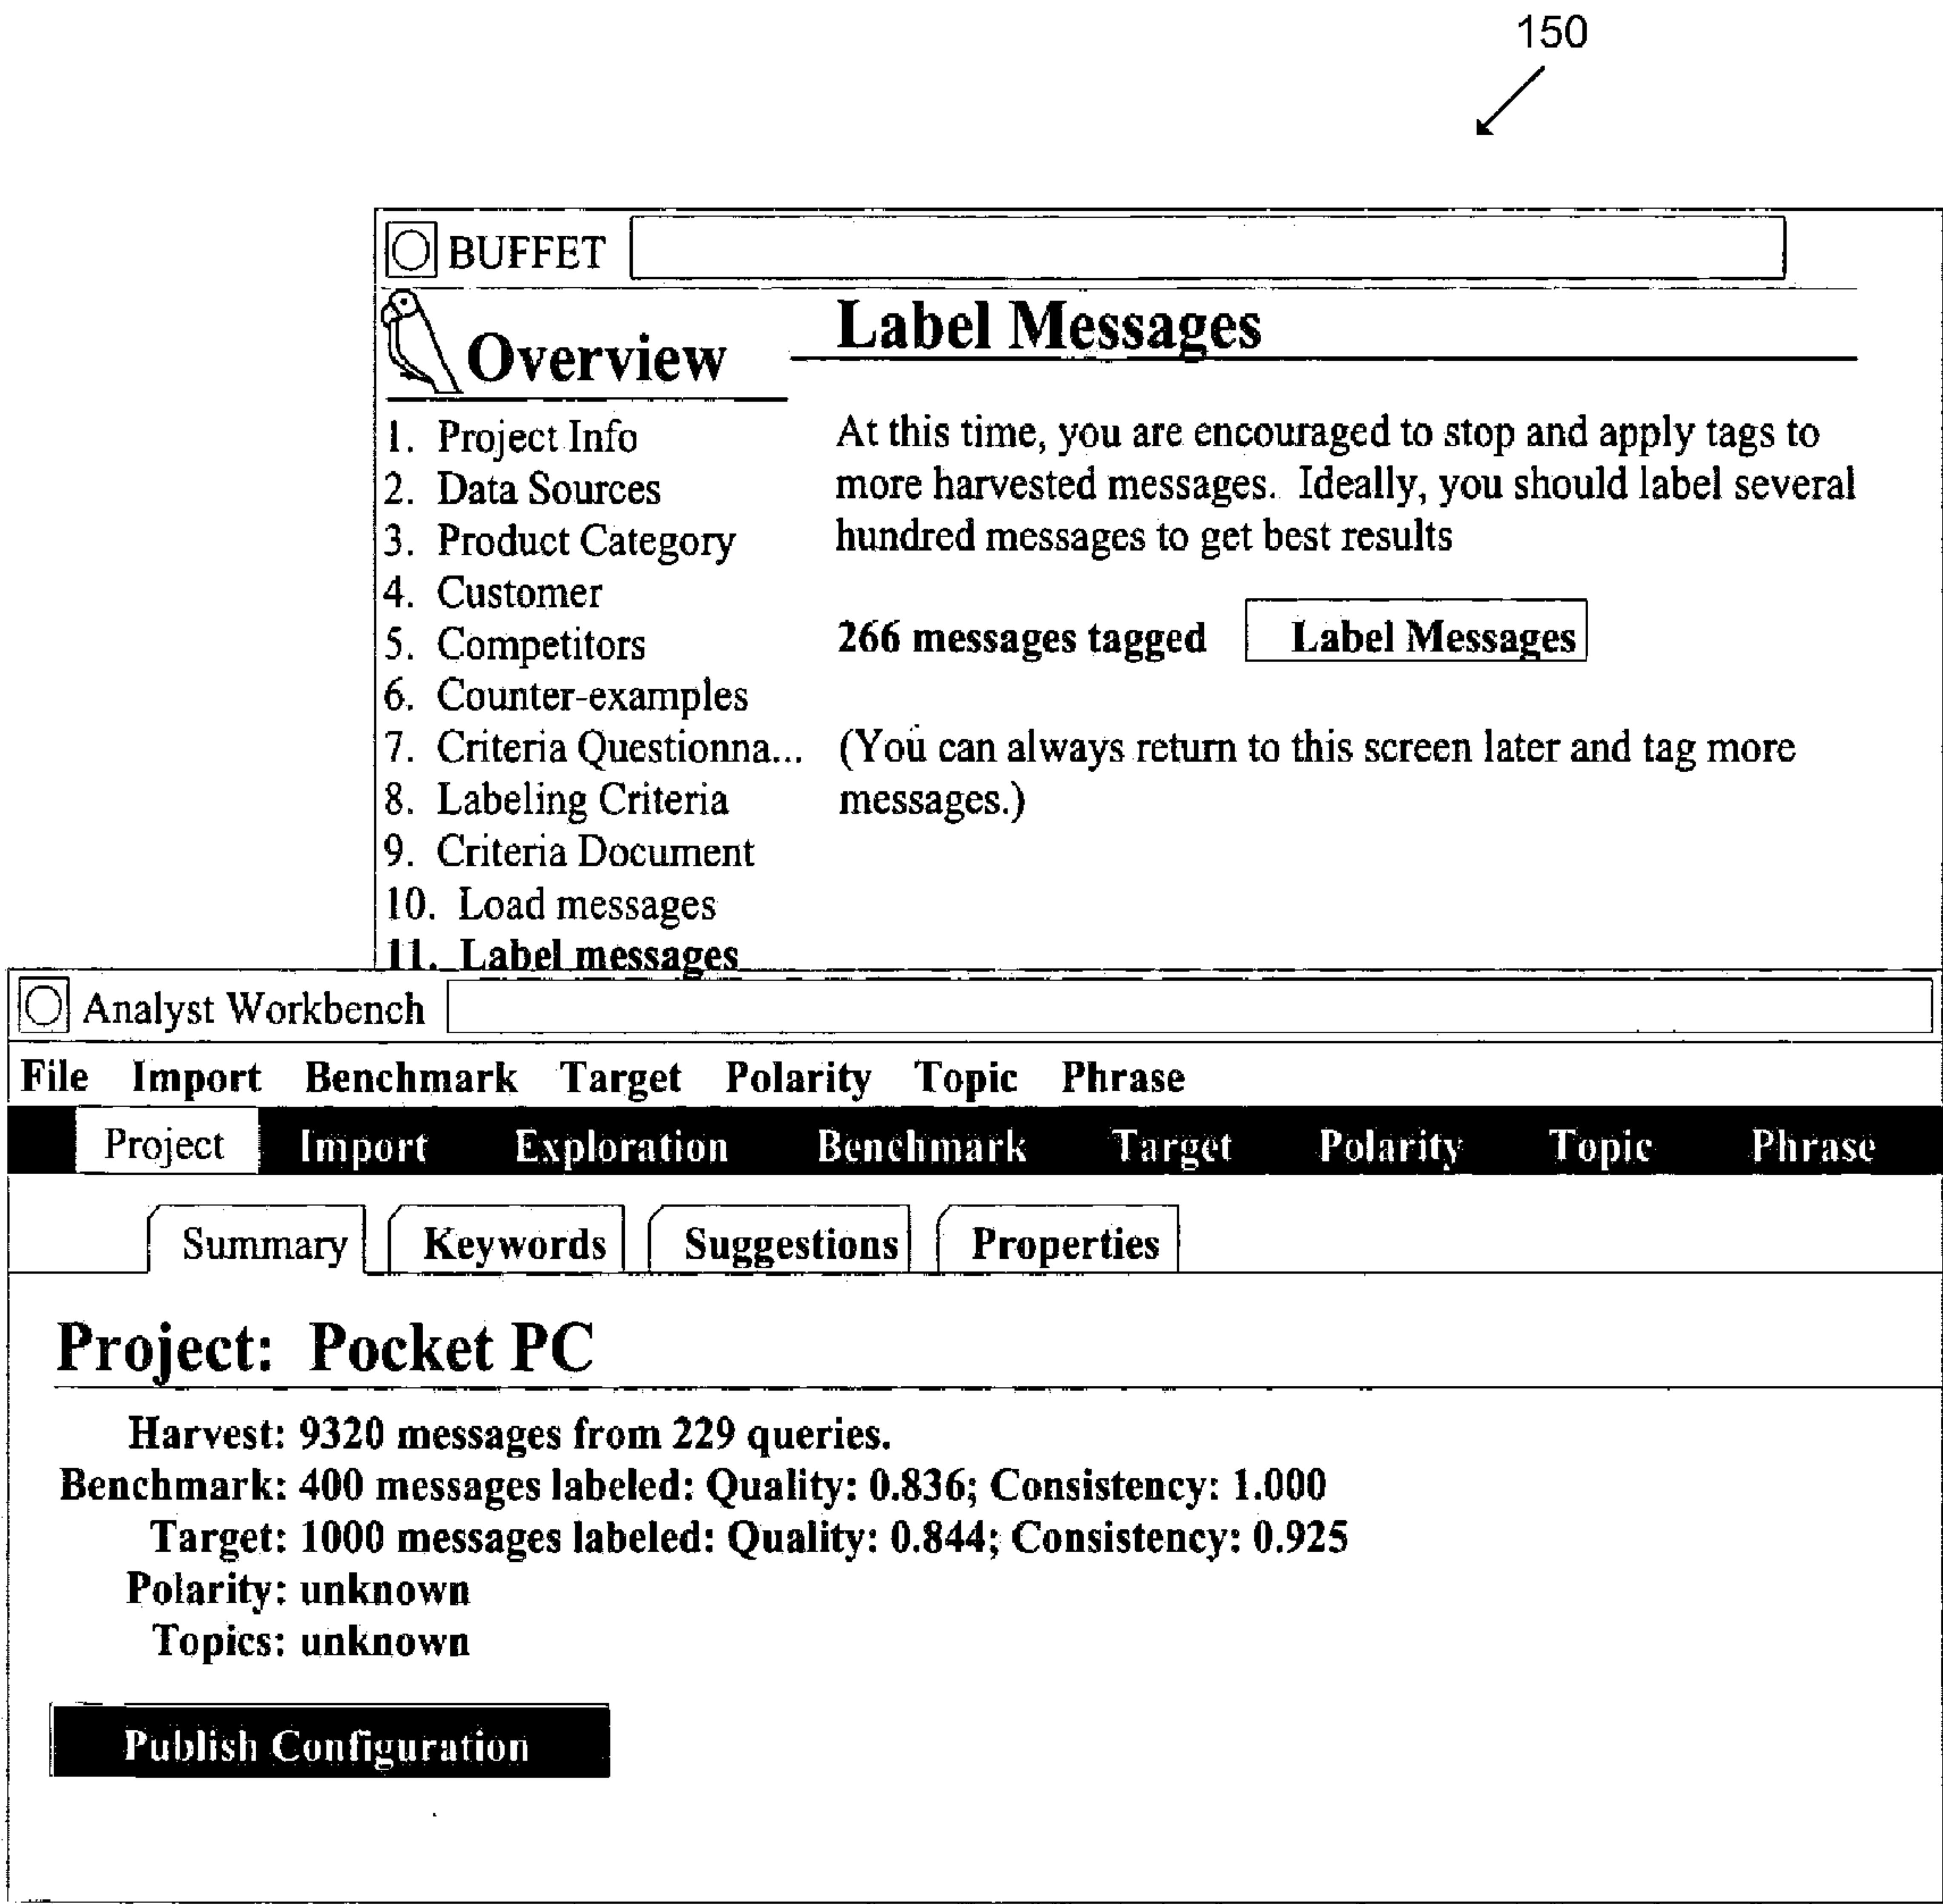 150
BUFFET
Overview
Label Messages
1. Project Info
2. Data Sources
3. Product Category
4. Customer
5. Competitors
6. Counter-examples
7. Criteria Questionna...
8. Labeling Criteria
9. Criteria Document
10. Load messages
11. Label messages
At this time, you are encouraged to stop and apply tags to
more harvested messages. Ideally, you should label several
hundred messages to get best results
266 messages tagged Label Messages
(You can always return to this screen later and tag more
messages.)
Analyst Workbench
File Import Benchmark Target Polarity Topic Phrase
Project Import Exploration Benchmark Target Polarity Topic Phrase
Summary Keywords Suggestions Properties
Project: Pocket PC
Harvest: 9320 messages from 229 queries.
Benchmark: 400 messages labeled: Quality: 0.836; Consistency: 1.000
Target: 1000 messages labeled: Quality: 0.844; Consistency: 0.925
Polarity: unknown
Topics: unknown
Publish Configuration